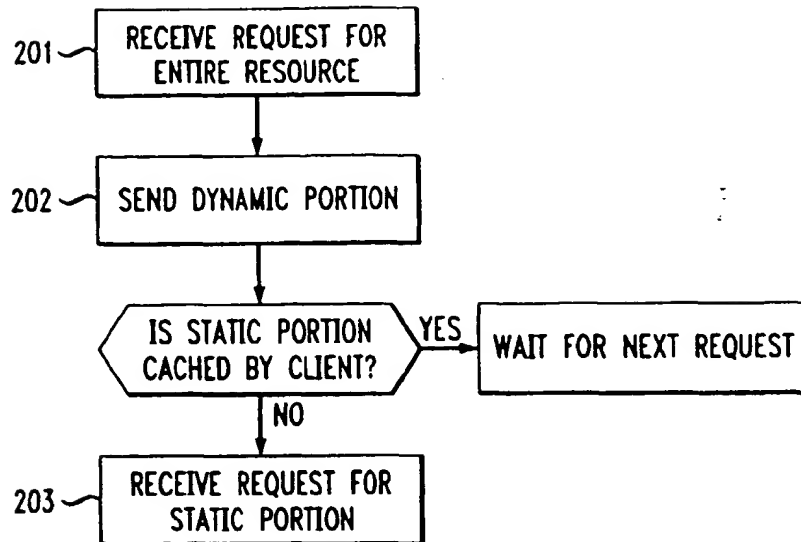 201
RECEIVE REQUEST FOR
ENTIRE RESOURCE
202
SEND DYNAMIC PORTION
IS STATIC PORTION
CACHED BY CLIENT?
YES
WAIT FOR NEXT REQUEST
NO
203
RECEIVE REQUEST FOR
STATIC PORTION